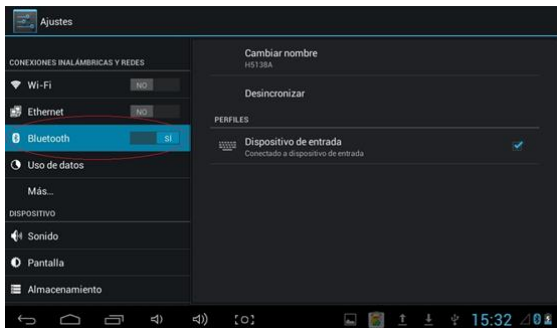 Ajustes
CONEXIONES INALÁMBRICAS Y REDES
Wi-Fi
NO
Ethernet
NO
Bluetooth
SÍ
Uso de datos
Más...
DISPOSITIVO
Sonido
Pantalla
Almacenamiento
Cambiar nombre
H5138A
Desincronizar
PERFILES
Dispositivo de entrada
Conectado a dispositivo de entrada
15:32